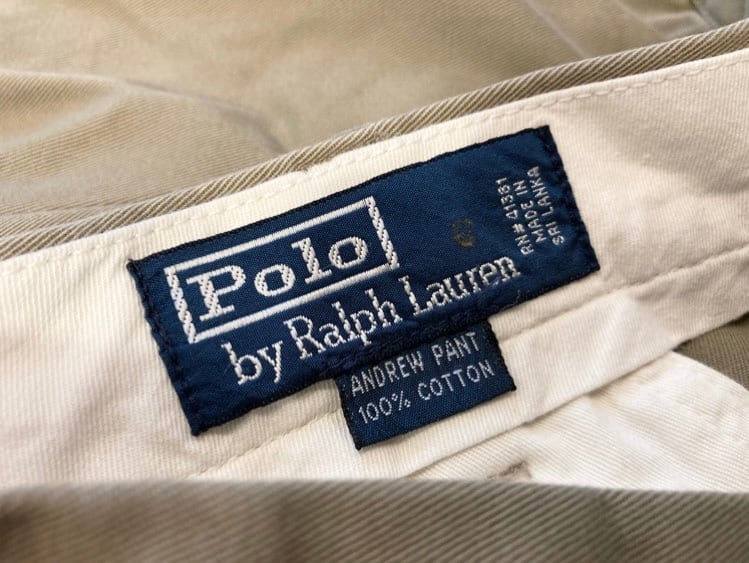 Polo
by Ralph Lauren
RN# 41381
MADE IN
SRI LANKA
ANDREW PANT
100% COTTON